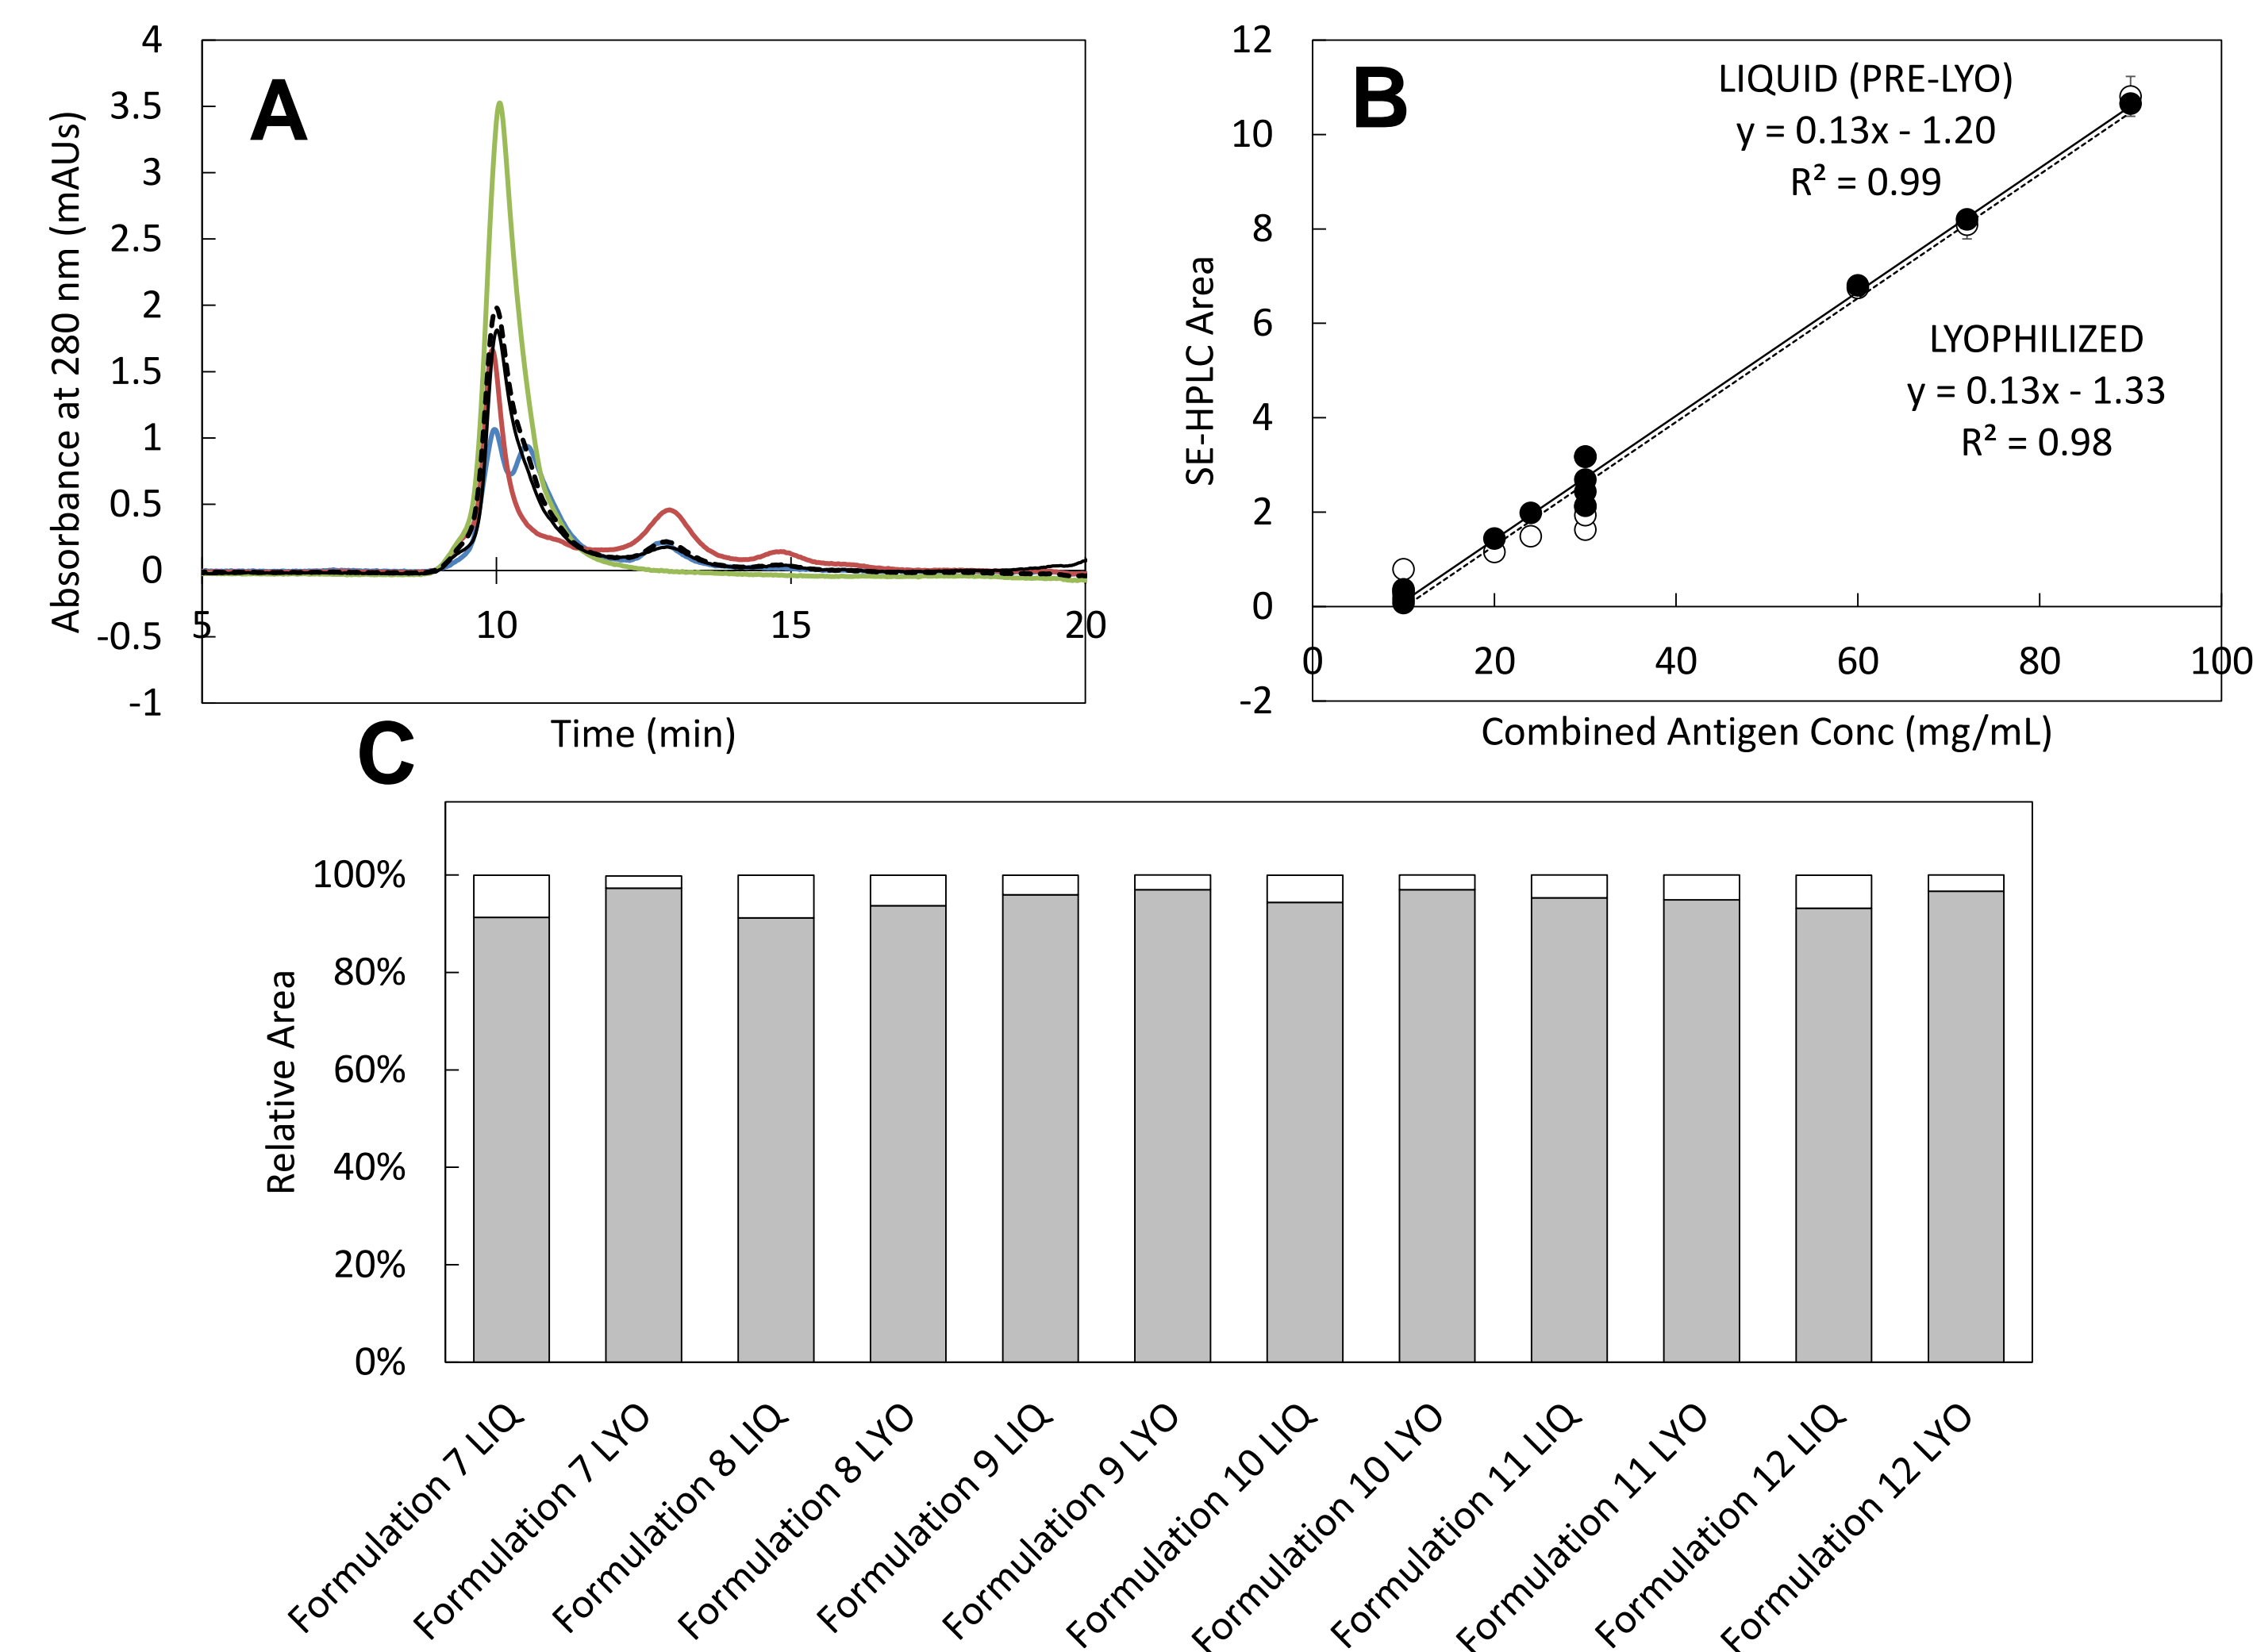 A
4
3.5
3
2.5
2
1.5
1
0.5
0
-0.5
-1
5
10
15
20
Absorbance at 280 nm (mAUs)
Time (min)
B
12
10
8
6
4
2
0
-2
0
20
40
60
80
100
SE-HPLC Area
Combined Antigen Conc (mg/mL)
LIQUID (PRE-LYO)
y = 0.13x - 1.20
R² = 0.99
LYOPHILIZED
y = 0.13x - 1.33
R² = 0.98
C
100%
80%
60%
40%
20%
0%
Relative Area
Formulation 7 LIQ
Formulation 7 LYO
Formulation 8 LIQ
Formulation 8 LYO
Formulation 9 LIQ
Formulation 9 LYO
Formulation 10 LIQ
Formulation 10 LYO
Formulation 11 LIQ
Formulation 11 LYO
Formulation 12 LIQ
Formulation 12 LYO